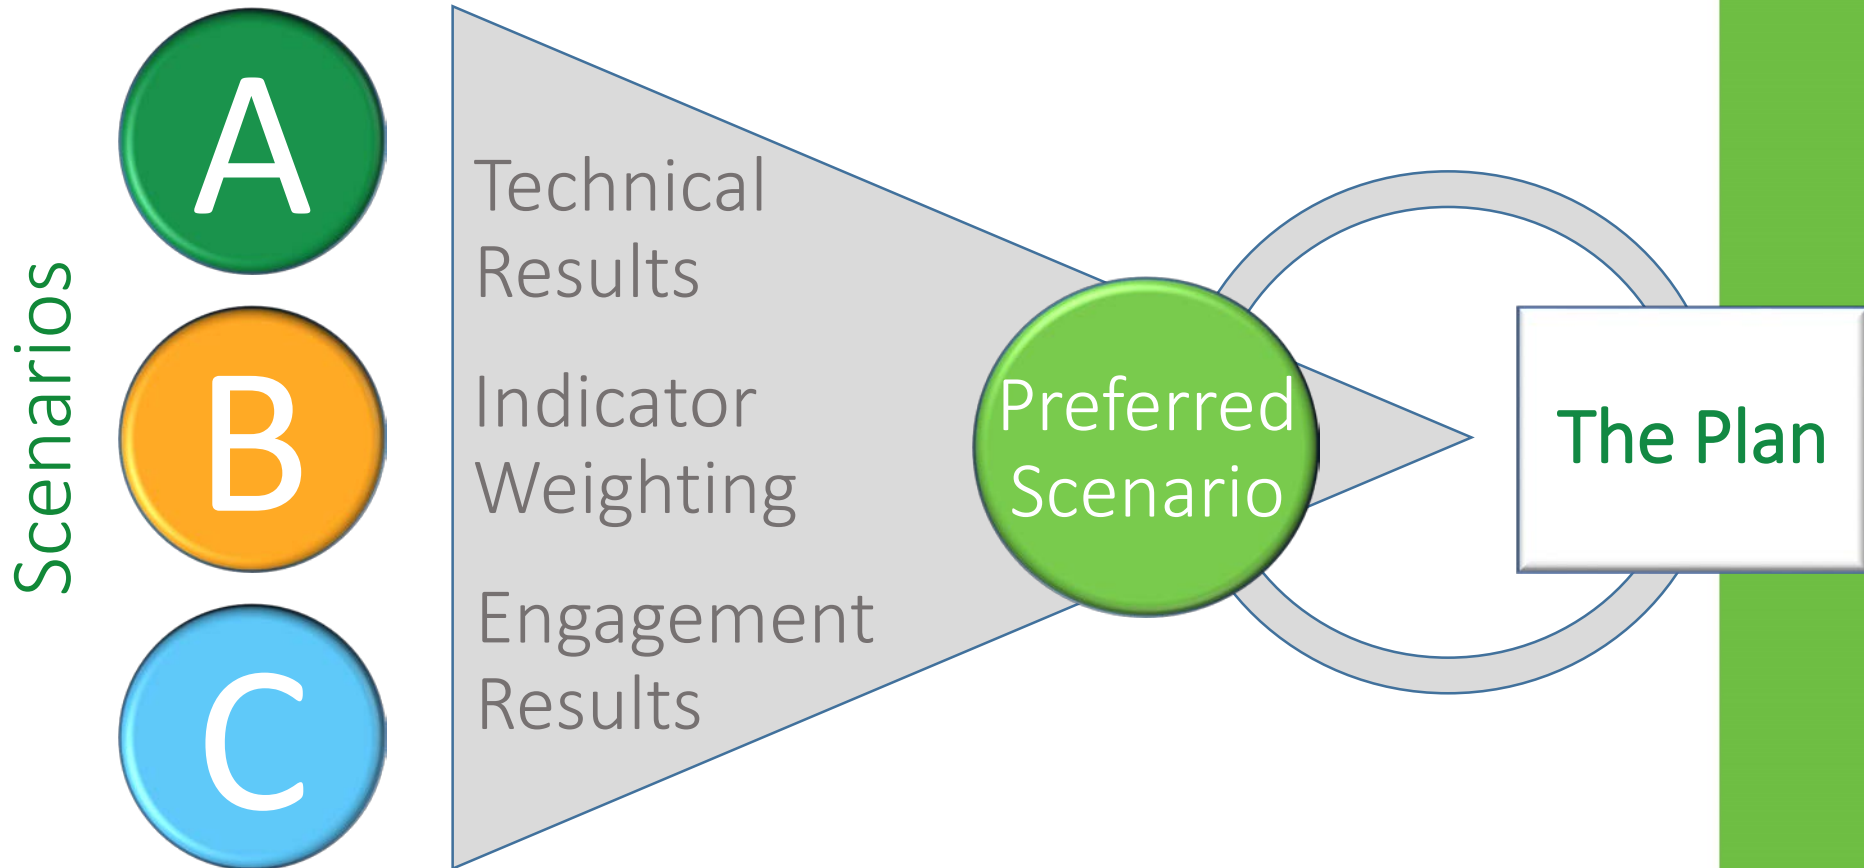 Scenarios
A
B
C
Technical
Results
Indicator
Weighting
Engagement
Results
Preferred
Scenario
The Plan